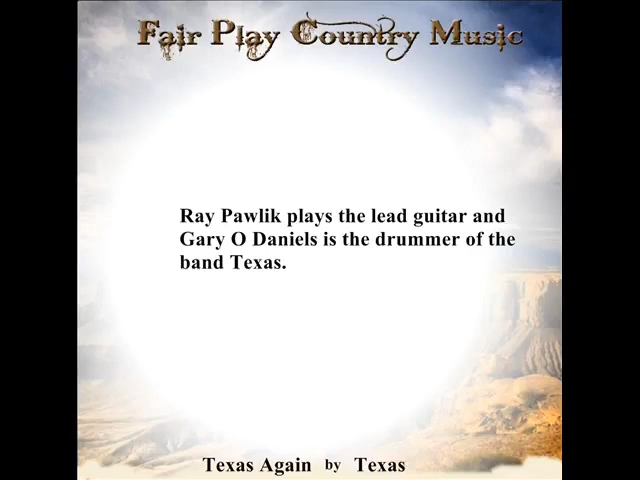 Fair Play Country Music
Ray Pawlik plays the lead guitar and
Gary O Daniels is the drummer of the
band Texas.
Texas Again by Texas